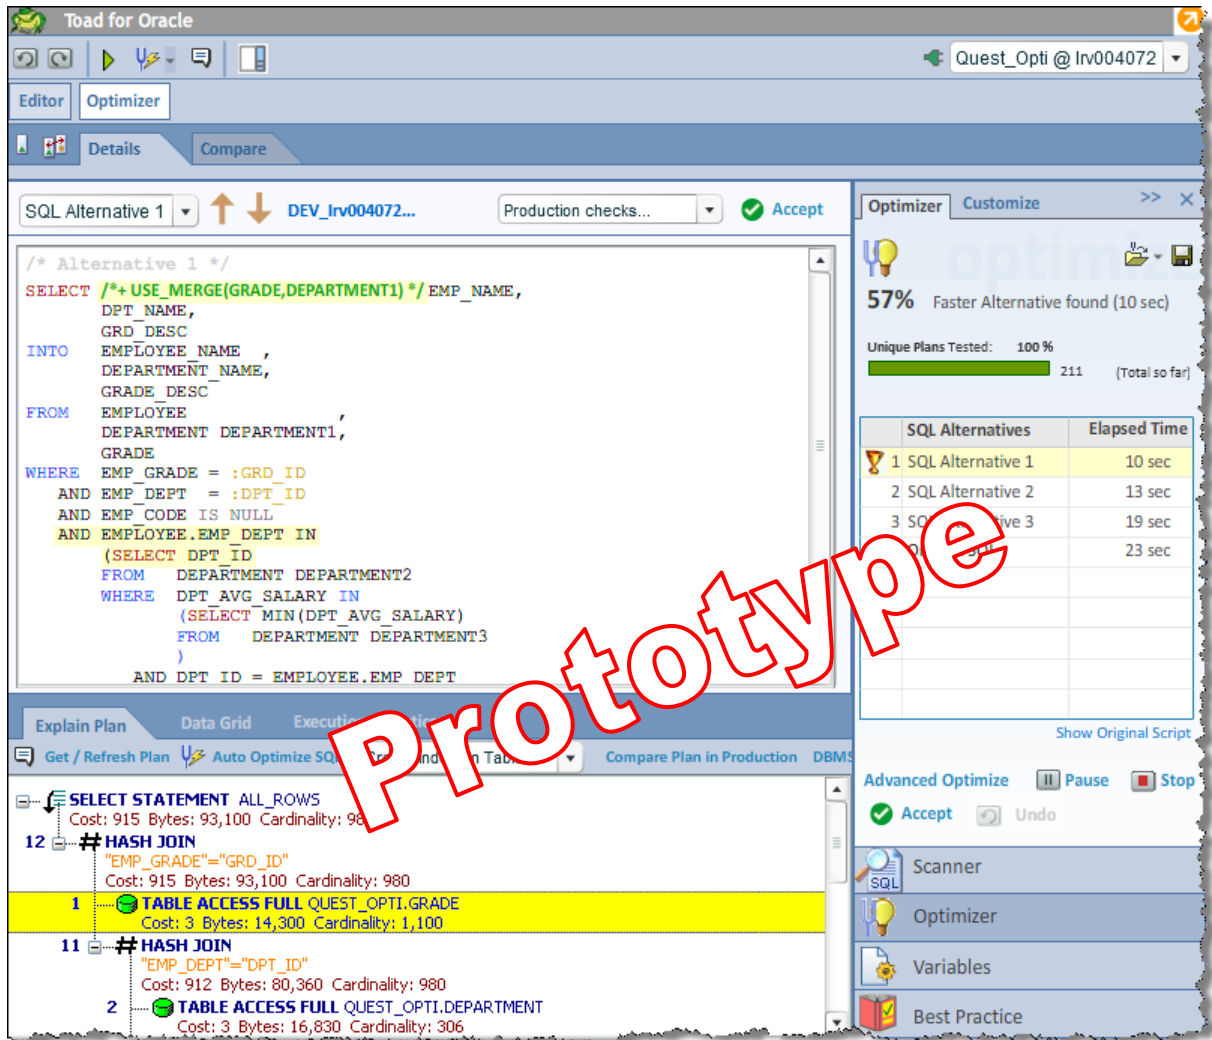 Toad for Oracle
Quest_Opti @ lrv004072
Editor Optimizer
Details Compare
SQL Alternative 1 DEV_lrv004072... Production checks... Accept
/* Alternative 1 */
SELECT /*+ USE_MERGE(GRADE,DEPARTMENT1) */ EMP_NAME,
DPT_NAME,
GRD_DESC
INTO EMPLOYEE_NAME ,
DEPARTMENT_NAME,
GRADE_DESC
FROM EMPLOYEE ,
DEPARTMENT DEPARTMENT1,
GRADE
WHERE EMP_GRADE = :GRD_ID
AND EMP_DEPT = :DPT_ID
AND EMP_CODE IS NULL
AND EMPLOYEE.EMP_DEPT IN
(SELECT DPT_ID
FROM DEPARTMENT DEPARTMENT2
WHERE DPT_AVG_SALARY IN
(SELECT MIN(DPT_AVG_SALARY)
FROM DEPARTMENT DEPARTMENT3
)
AND DPT_ID = EMPLOYEE.EMP_DEPT
Explain Plan Data Grid
Get / Refresh Plan Auto Optimize Compare Plan in Production DBMS
SELECT STATEMENT ALL_ROWS
Cost: 915 Bytes: 93,100 Cardinality:
12 HASH JOIN
"EMP_GRADE"="GRD_ID"
Cost: 915 Bytes: 93,100 Cardinality: 980
1 TABLE ACCESS FULL QUEST_OPTI.GRADE
Cost: 3 Bytes: 14,300 Cardinality: 1,100
11 HASH JOIN
"EMP_DEPT"="DPT_ID"
Cost: 912 Bytes: 80,360 Cardinality: 980
2 TABLE ACCESS FULL QUEST_OPTI.DEPARTMENT
Cost: 3 Bytes: 16,830 Cardinality: 306
Optimizer Customize >>
optimize
57% Faster Alternative found (10 sec)
Unique Plans Tested: 100 %
211 (Total so far)
SQL Alternatives Elapsed Time
1 SQL Alternative 1 10 sec
2 SQL Alternative 2 13 sec
3 SQL Alternative 3 19 sec
23 sec
Show Original Script
Advanced Optimize Pause Stop
Accept Undo
SQL Scanner
Optimizer
Variables
Best Practice
Prototype